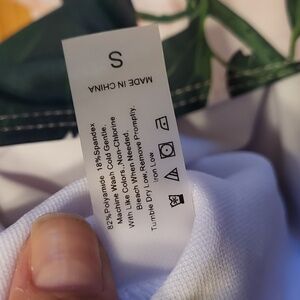 S
MADE IN CHINA
82%Polyamide 18%Spandex
Machine Wash Cold Gentle.
With Like Colors,.Non-Chlorine
Bleach When Needed.
Tumble Dry Low,Remove Promptly.
Iron Low